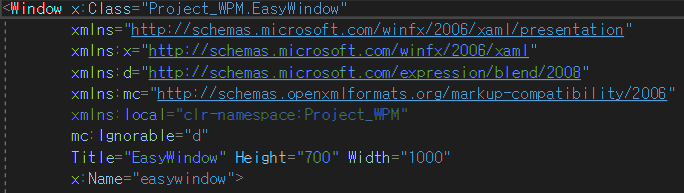 <Window x:Class="Project_WPM.EasyWindow"
xmlns="http://schemas.microsoft.com/winfx/2006/xaml/presentation"
xmlns:x="http://schemas.microsoft.com/winfx/2006/xaml"
xmlns:d="http://schemas.microsoft.com/expression/blend/2008"
xmlns:mc="http://schemas.openxmlformats.org/markup-compatibility/2006"
xmlns:local="clr-namespace:Project_WPM"
mc:Ignorable="d"
Title="EasyWindow" Height="700" Width="1000"
x:Name="easywindow">